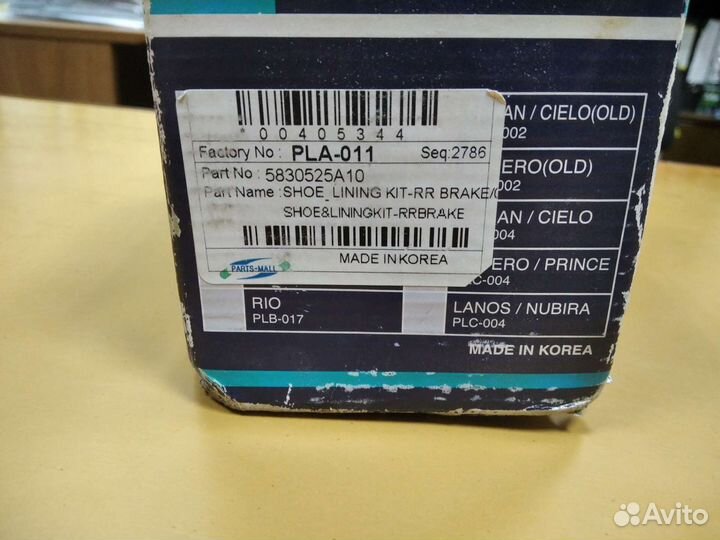 *00405344
Factory No : PLA-011 Seq:2786
Part No : 5830525A10
Part Name : SHOE_LINING KIT-RR BRAKE/
SHOE&LININGKIT-RRBRAKE
PARTS-MALL
MADE IN KOREA
AN / CIELO(OLD)
002
ERO(OLD)
002
AN / CIELO
004
ERO / PRINCE
C-004
RIO
PLB-017
LANOS / NUBIRA
PLC-004
MADE IN KOREA
Avito